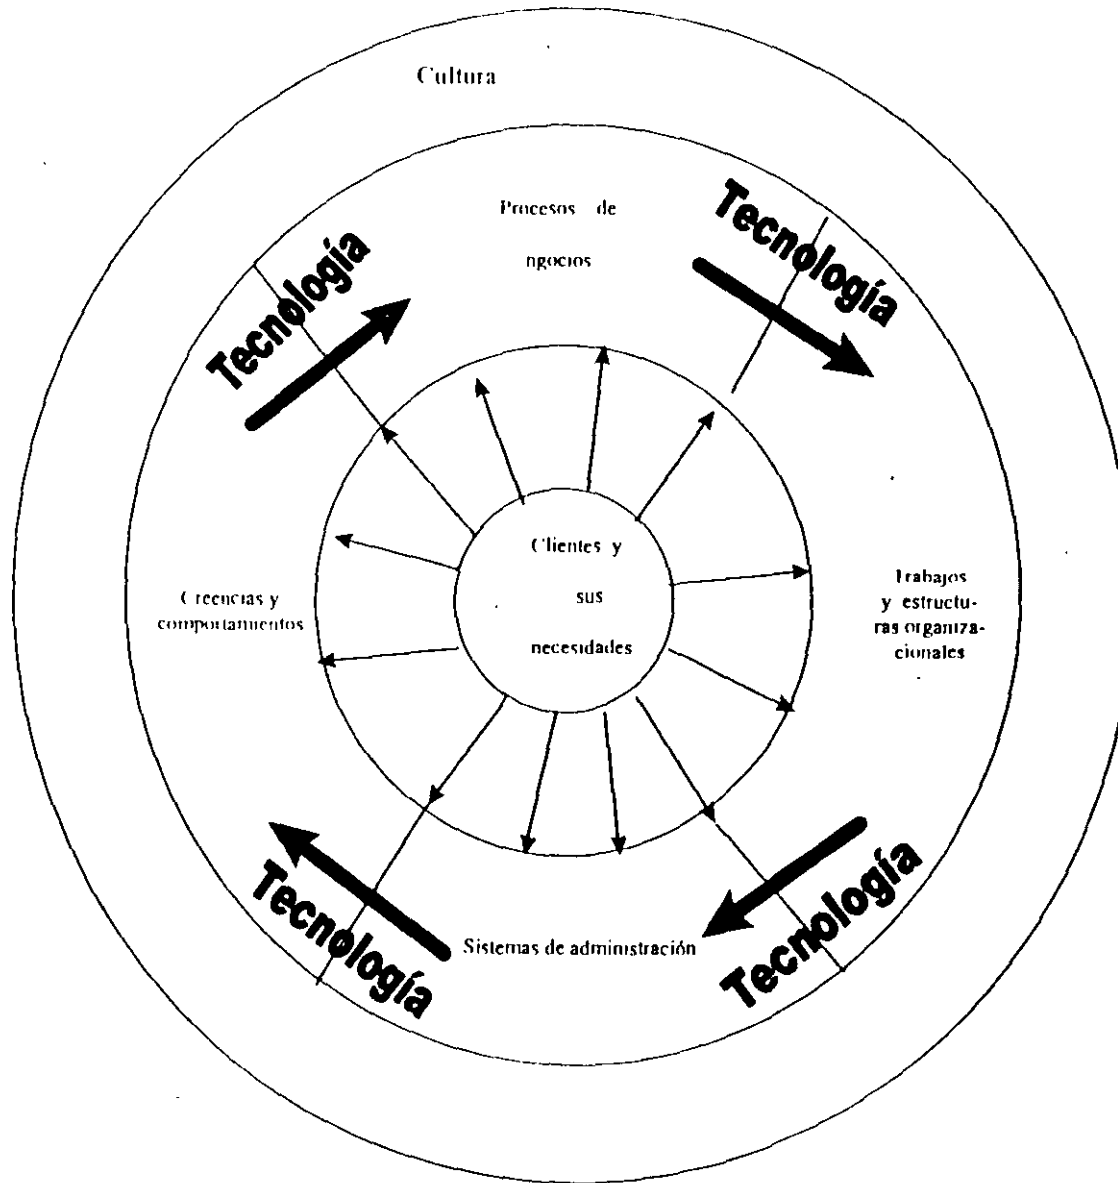 Cultura
Procesos de
ngocios
Tecnología
Tecnología
Clientes y
sus
necesidades
Creencias y
comportamientos
Trabajos
y estructu-
ras organiza-
cionales
Sistemas de administración
Tecnología
Tecnología